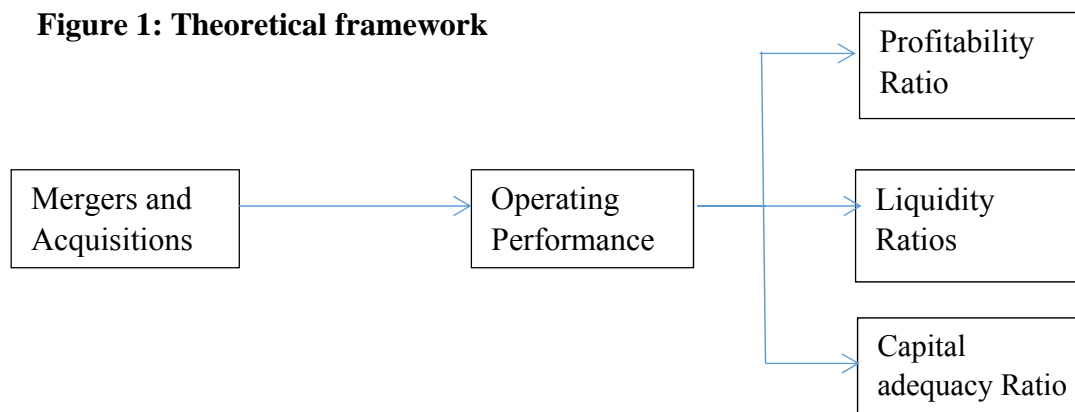 Figure 1: Theoretical framework
Profitability
Ratio
Mergers and
Acquisitions
Operating
Performance
Liquidity
Ratios
Capital
adequacy Ratio